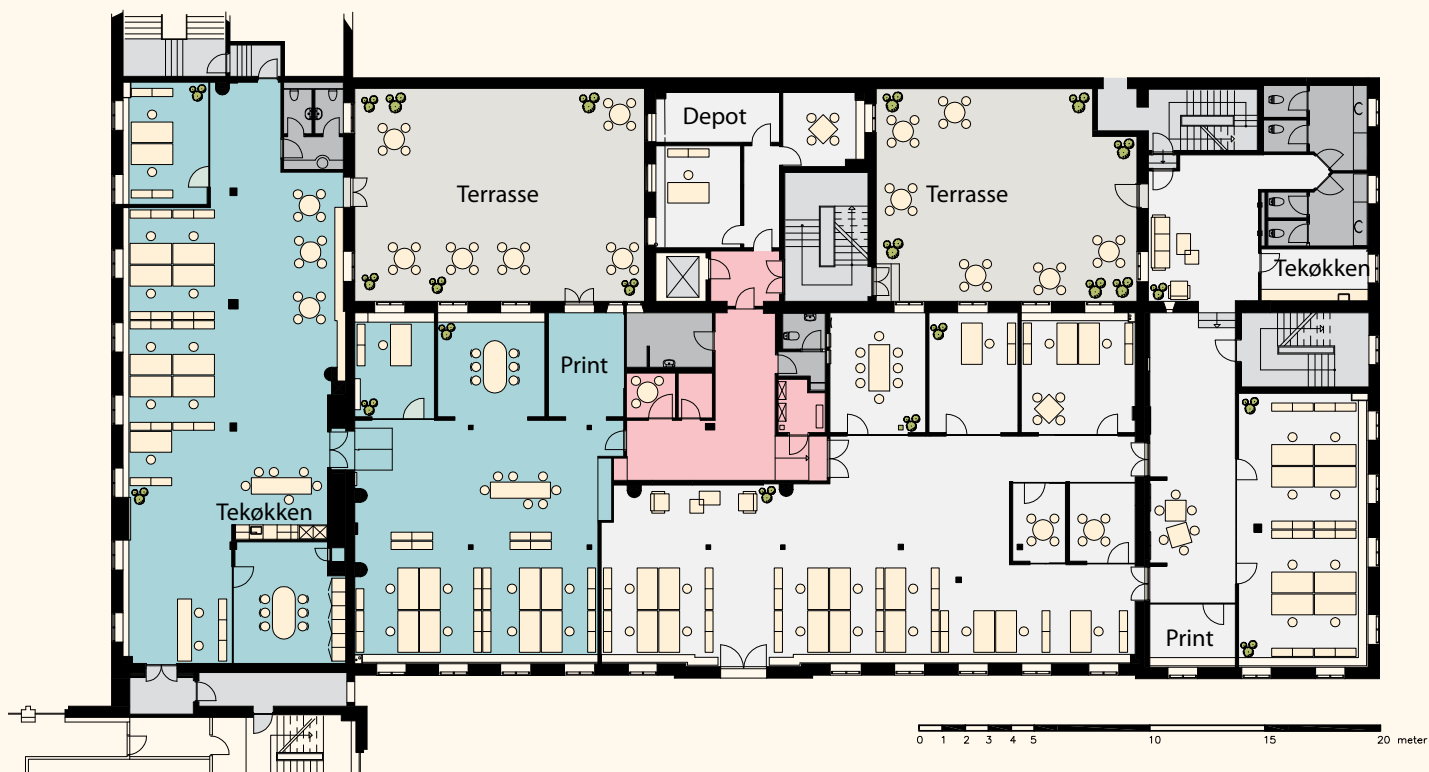 Depot
Terrasse
Terrasse
Tekøkken
Print
Tekøkken
Print
0 1 2 3 4 5 10 15 20 meter